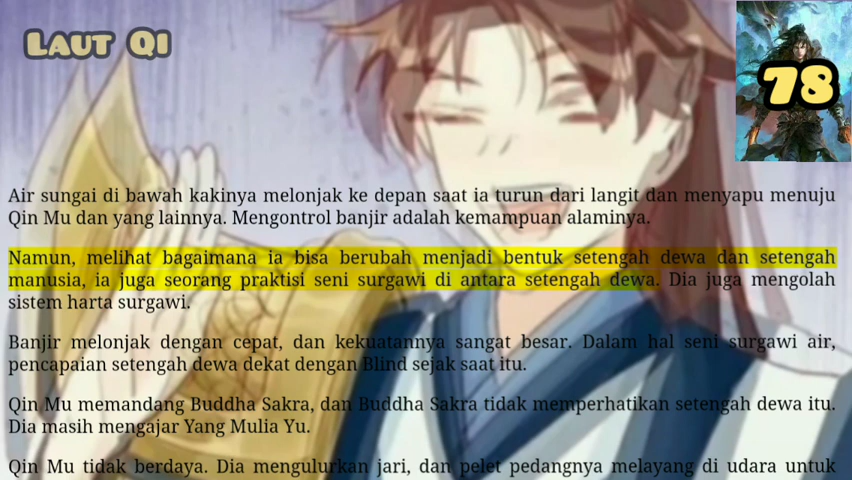 Laut Qi
78
Air sungai di bawah kakinya melonjak ke depan saat ia turun dari langit dan menyapu menuju
Qin Mu dan yang lainnya. Mengontrol banjir adalah kemampuan alaminya.
Namun, melihat bagaimana ia bisa berubah menjadi bentuk setengah dewa dan setengah
manusia, ia juga seorang praktisi seni surgawi di antara setengah dewa. Dia juga mengolah
sistem harta surgawi.
Banjir melonjak dengan cepat, dan kekuatannya sangat besar. Dalam hal seni surgawi air,
pencapaian setengah dewa dekat dengan Blind sejak saat itu.
Qin Mu memandang Buddha Sakra, dan Buddha Sakra tidak memperhatikan setengah dewa itu.
Dia masih mengajar Yang Mulia Yu.
Qin Mu tidak berdaya. Dia mengulurkan jari, dan pelet pedangnya melayang di udara untuk